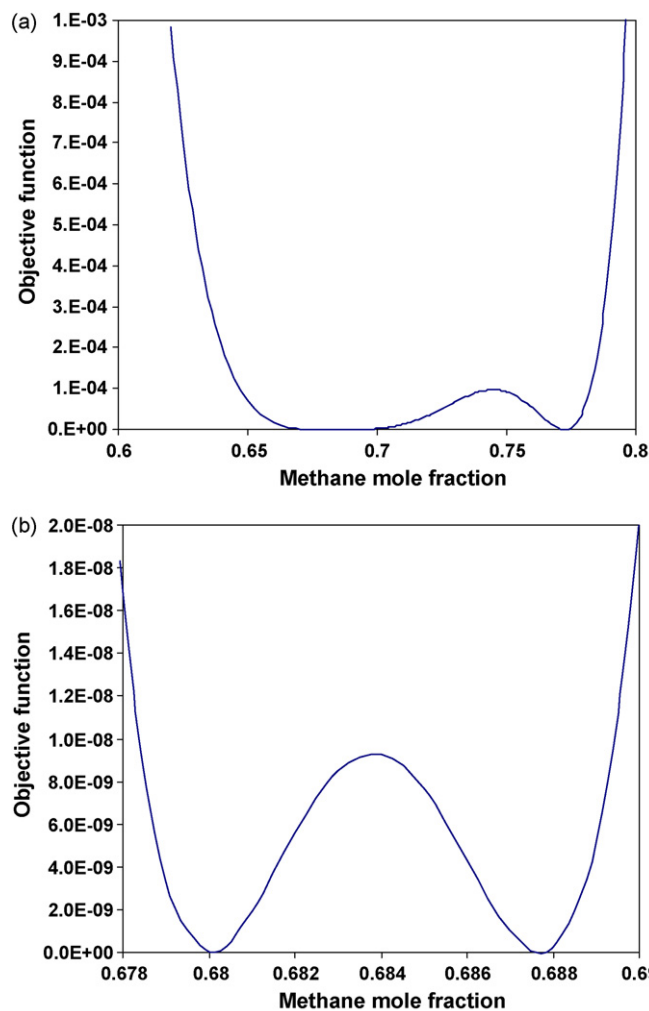 (a)
1.E-03
9.E-04
8.E-04
7.E-04
6.E-04
5.E-04
4.E-04
3.E-04
2.E-04
1.E-04
0.E+00
Objective function
0.6 0.65 0.7 0.75 0.8
Methane mole fraction
(b)
2.0E-08
1.8E-08
1.6E-08
1.4E-08
1.2E-08
1.0E-08
8.0E-09
6.0E-09
4.0E-09
2.0E-09
0.0E+00
Objective function
0.678 0.68 0.682 0.684 0.686 0.688
Methane mole fraction